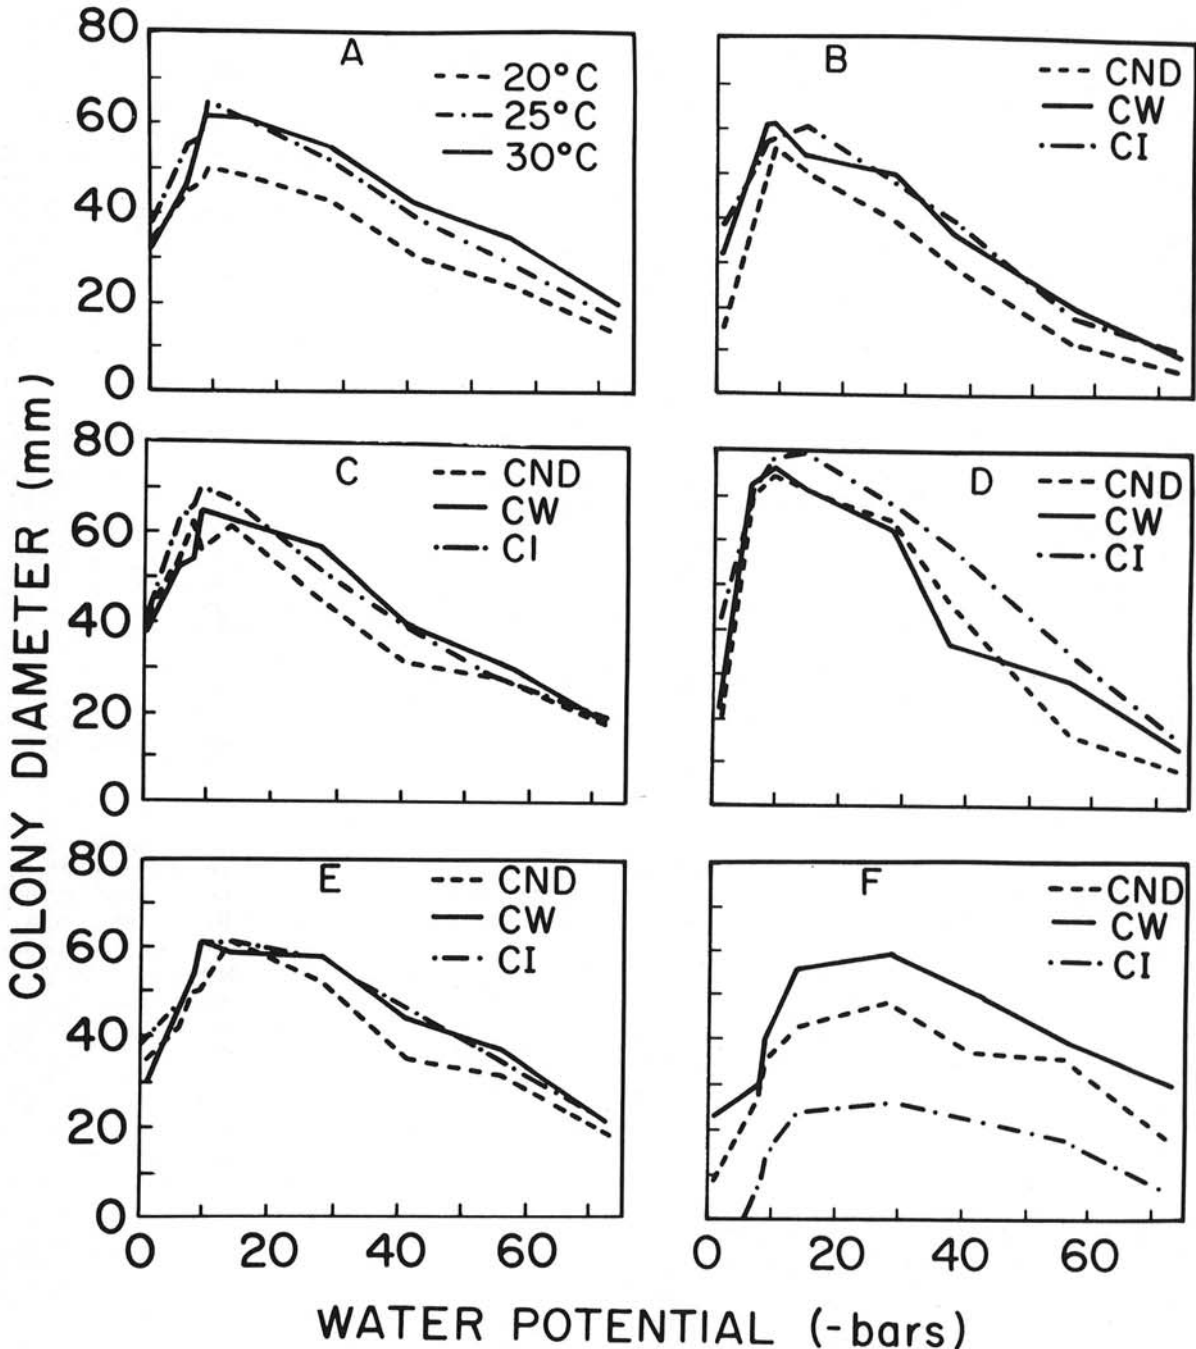 COLONY DIAMETER (mm)
80
60
40
20
0
A
20°C
25°C
30°C
B
CND
CW
CI
80
60
40
20
0
C
CND
CW
CI
D
CND
CW
CI
80
60
40
20
0
E
CND
CW
CI
0 20 40 60
F
CND
CW
CI
0 20 40 60
WATER POTENTIAL (-bars)